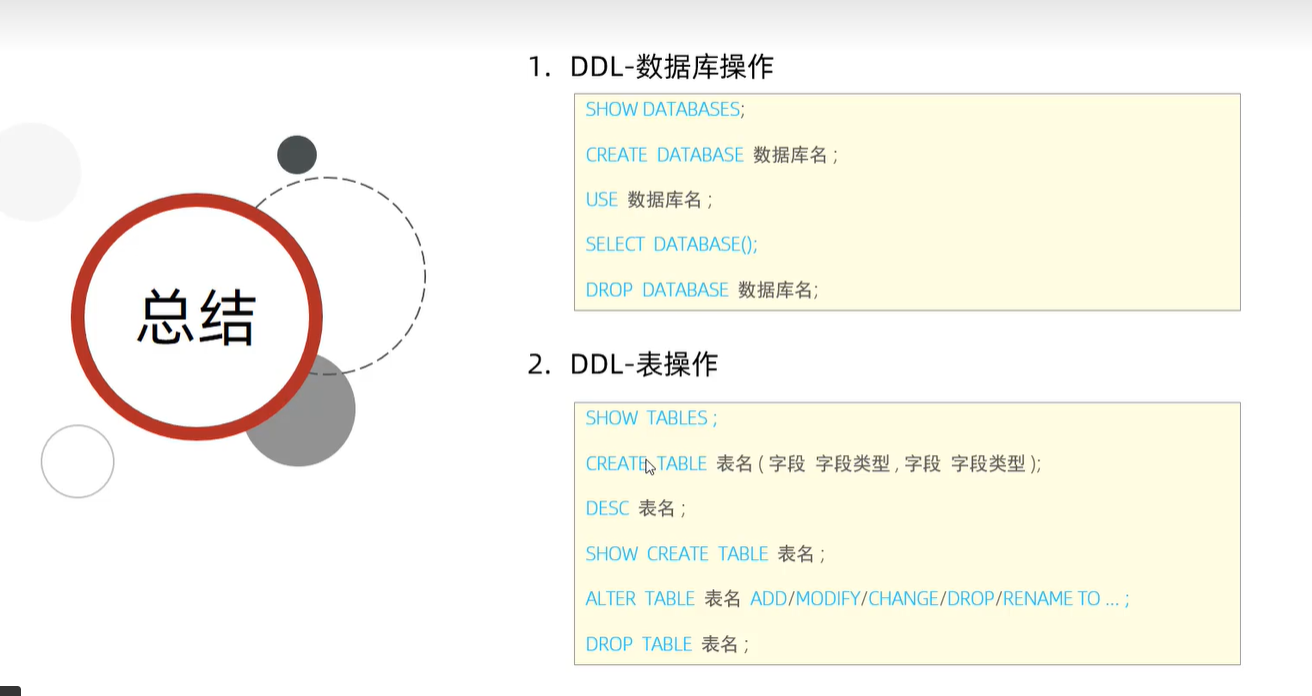 总结
1. DDL-数据库操作
SHOW DATABASES;
CREATE DATABASE 数据库名 ;
USE 数据库名 ;
SELECT DATABASE();
DROP DATABASE 数据库名;
2. DDL-表操作
SHOW TABLES ;
CREATE TABLE 表名 ( 字段 字段类型 , 字段 字段类型 );
DESC 表名 ;
SHOW CREATE TABLE 表名 ;
ALTER TABLE 表名 ADD/MODIFY/CHANGE/DROP/RENAME TO ... ;
DROP TABLE 表名 ;